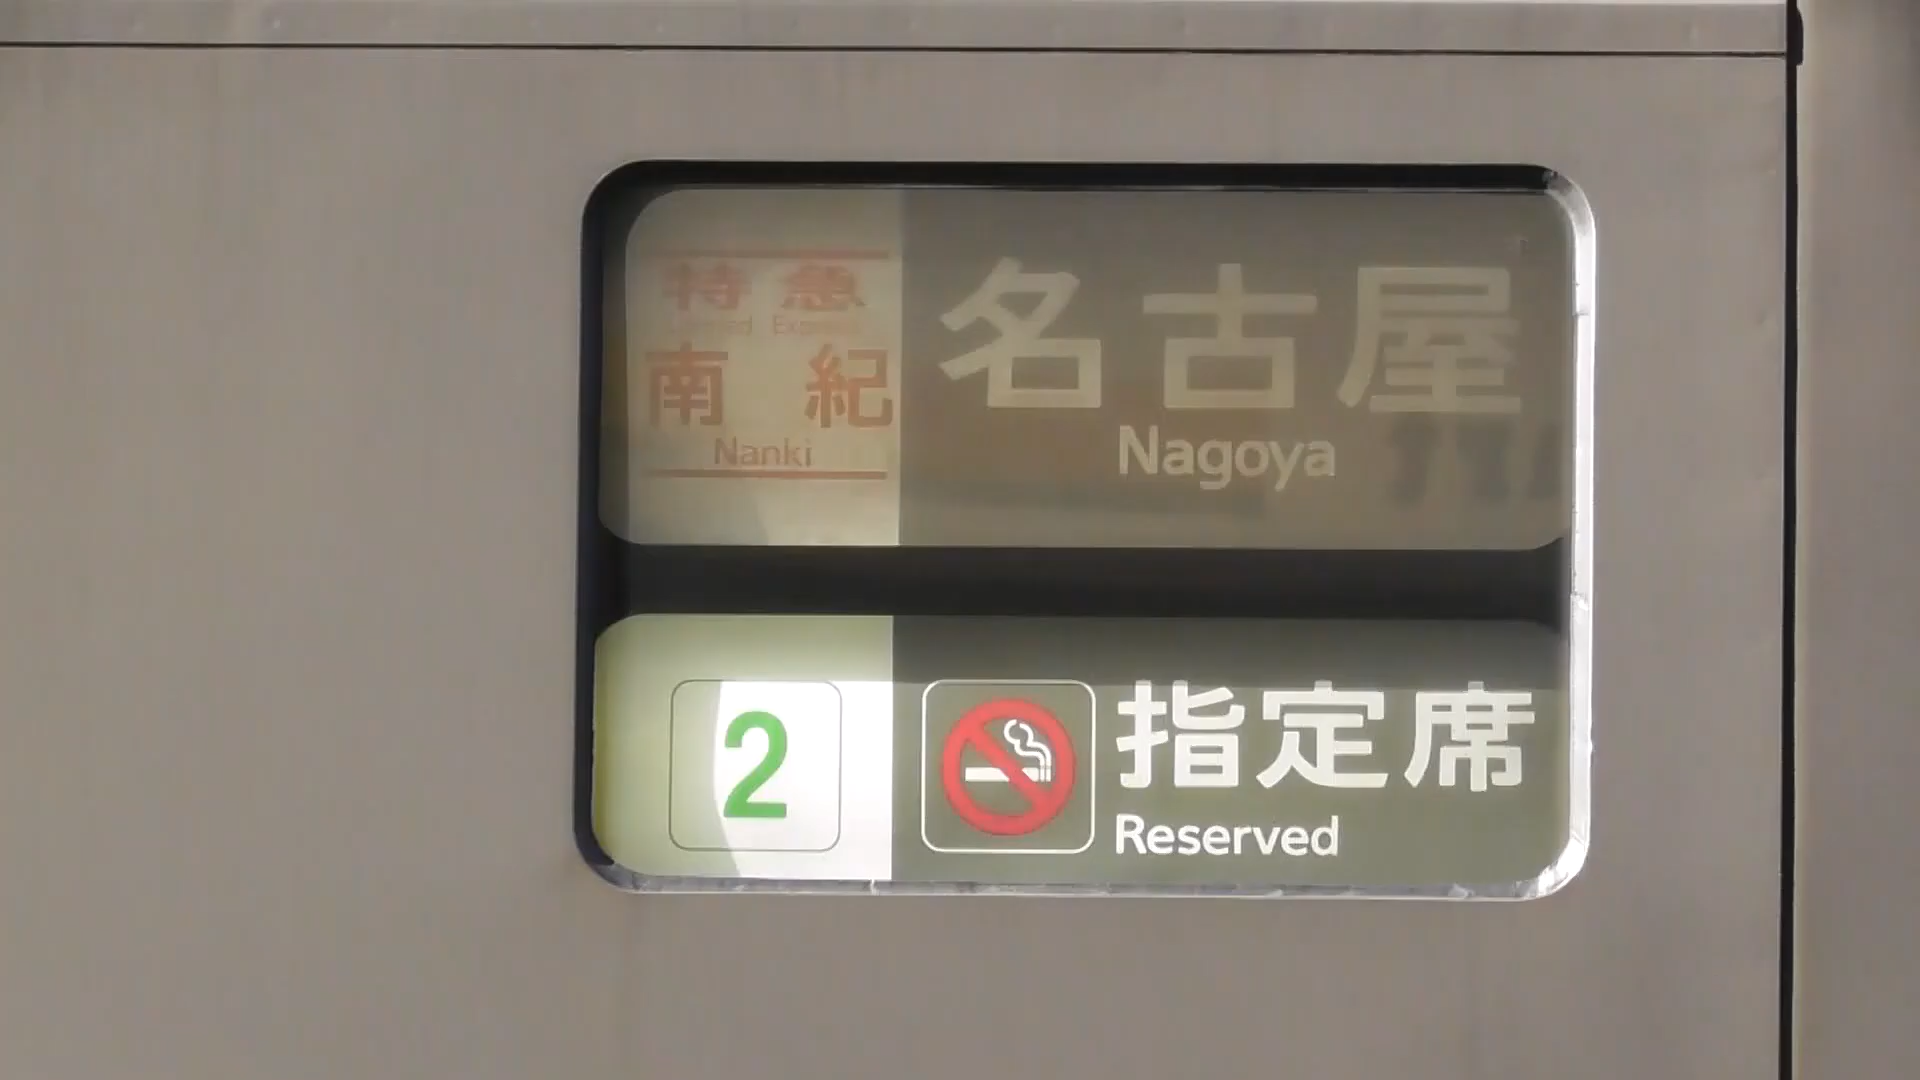 特急
Limited Express
南紀
Nanki
名古屋
Nagoya
2
指定席
Reserved